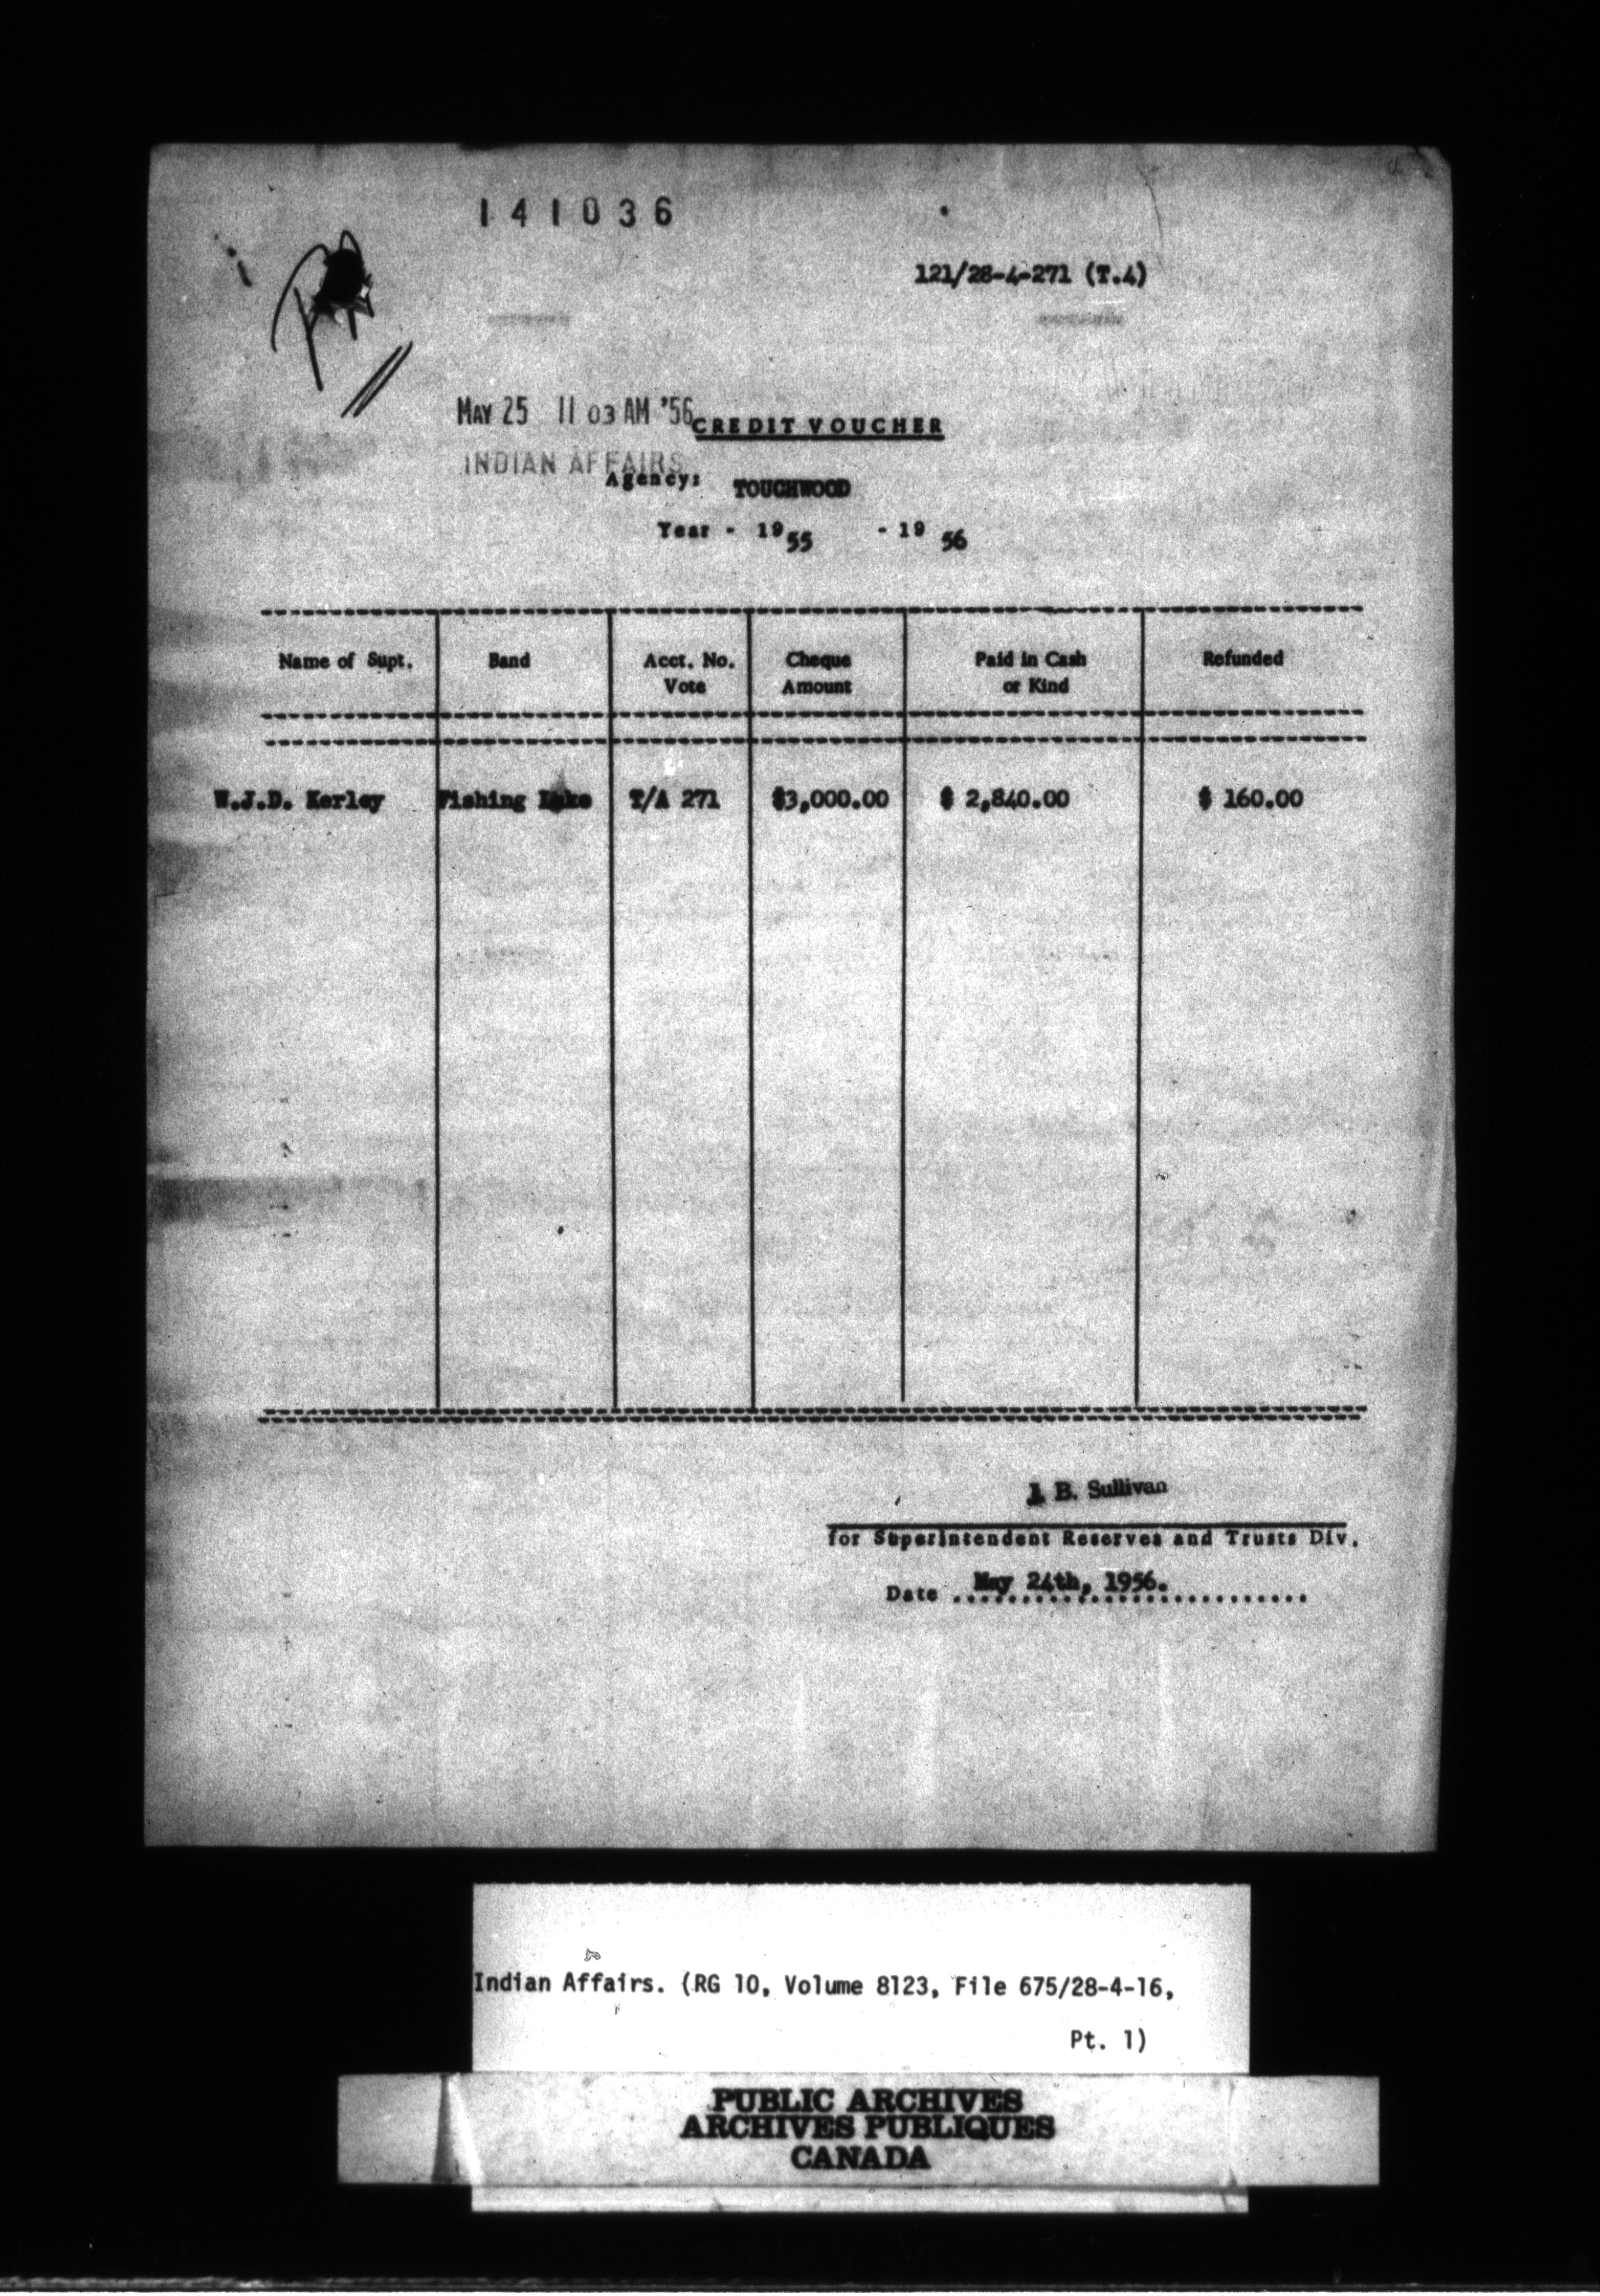 141036
121/28-4-271 (T.4)
MAY 25 11 03 AM '56
CREDIT VOUCHER
INDIAN AFFAIRS
Agency: TOUCHWOOD
Year - 1955 - 1956
Name of Supt. Band Acct. No. Vote Cheque Amount Paid in Cash or Kind Refunded
W.J.D. Kerley Fishing Lake T/A 271 $3,000.00 $ 2,840.00 $ 160.00
B. Sullivan
for Superintendent Reserves and Trusts Div.
Date May 24th, 1956.
Indian Affairs. (RG 10, Volume 8123, File 675/28-4-16,
Pt. 1)
PUBLIC ARCHIVES
ARCHIVES PUBLIQUES
CANADA